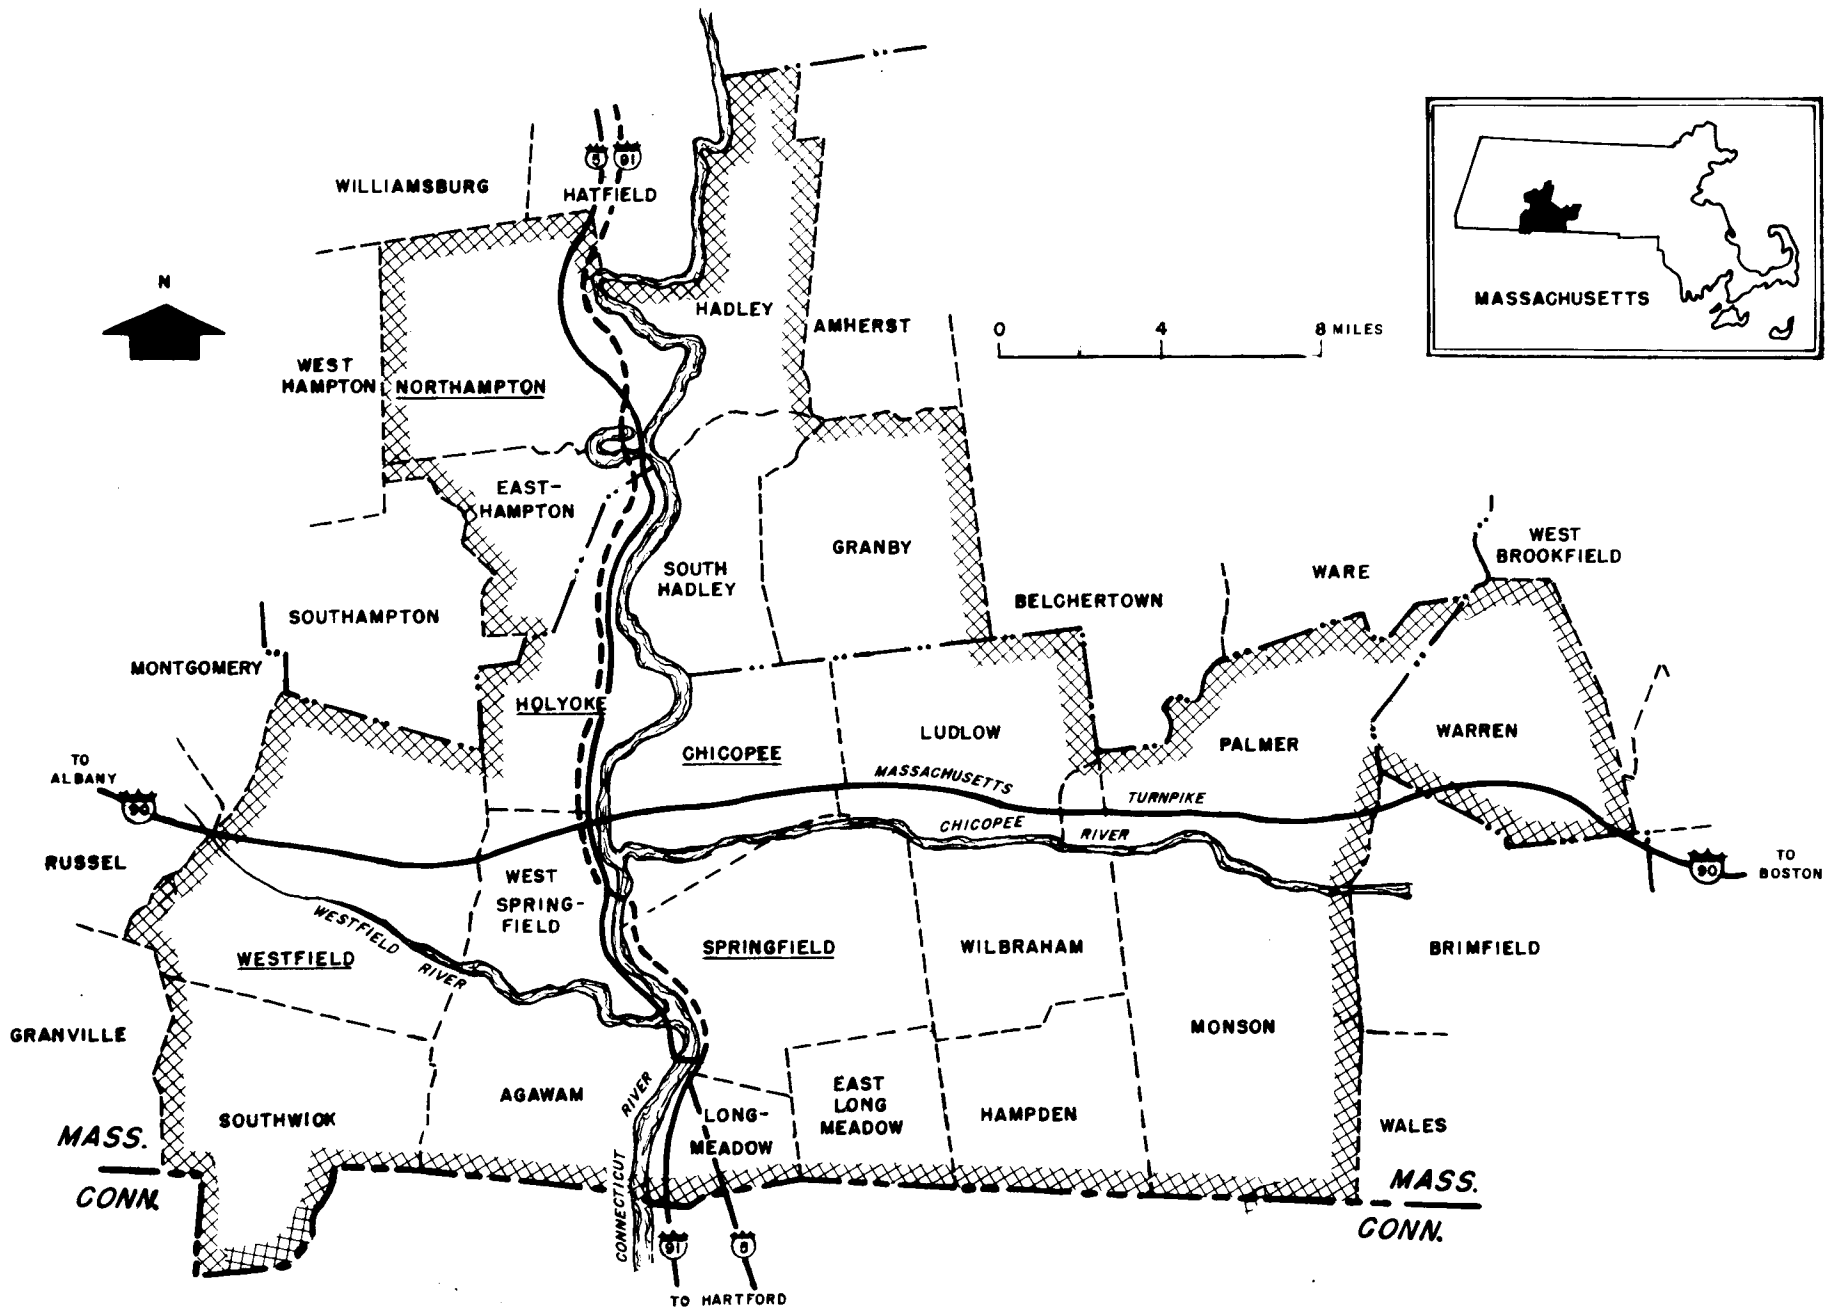 5
91
WILLIAMSBURG
HATFIELD
N
HADLEY
AMHERST
0 4 8 MILES
MASSACHUSETTS
WEST
HAMPTON
NORTHAMPTON
EAST-
HAMPTON
GRANBY
WEST
BROOKFIELD
WARE
SOUTH
HADLEY
BELCHERTOWN
SOUTHAMPTON
MONTGOMERY
HOLYOKE
CHICOPEE
LUDLOW
PALMER
WARREN
TO
ALBANY
90
MASSACHUSETTS TURNPIKE
CHICOPEE RIVER
RUSSEL
WEST
SPRING-
FIELD
90
TO
BOSTON
WESTFIELD RIVER
WESTFIELD
SPRINGFIELD
WILBRAHAM
BRIMFIELD
GRANVILLE
MONSON
AGAWAM
SOUTHWICK
CONNECTICUT RIVER
LONG-
MEADOW
EAST
LONG
MEADOW
HAMPDEN
WALES
MASS.
CONN.
MASS.
CONN.
91
5
TO HARTFORD